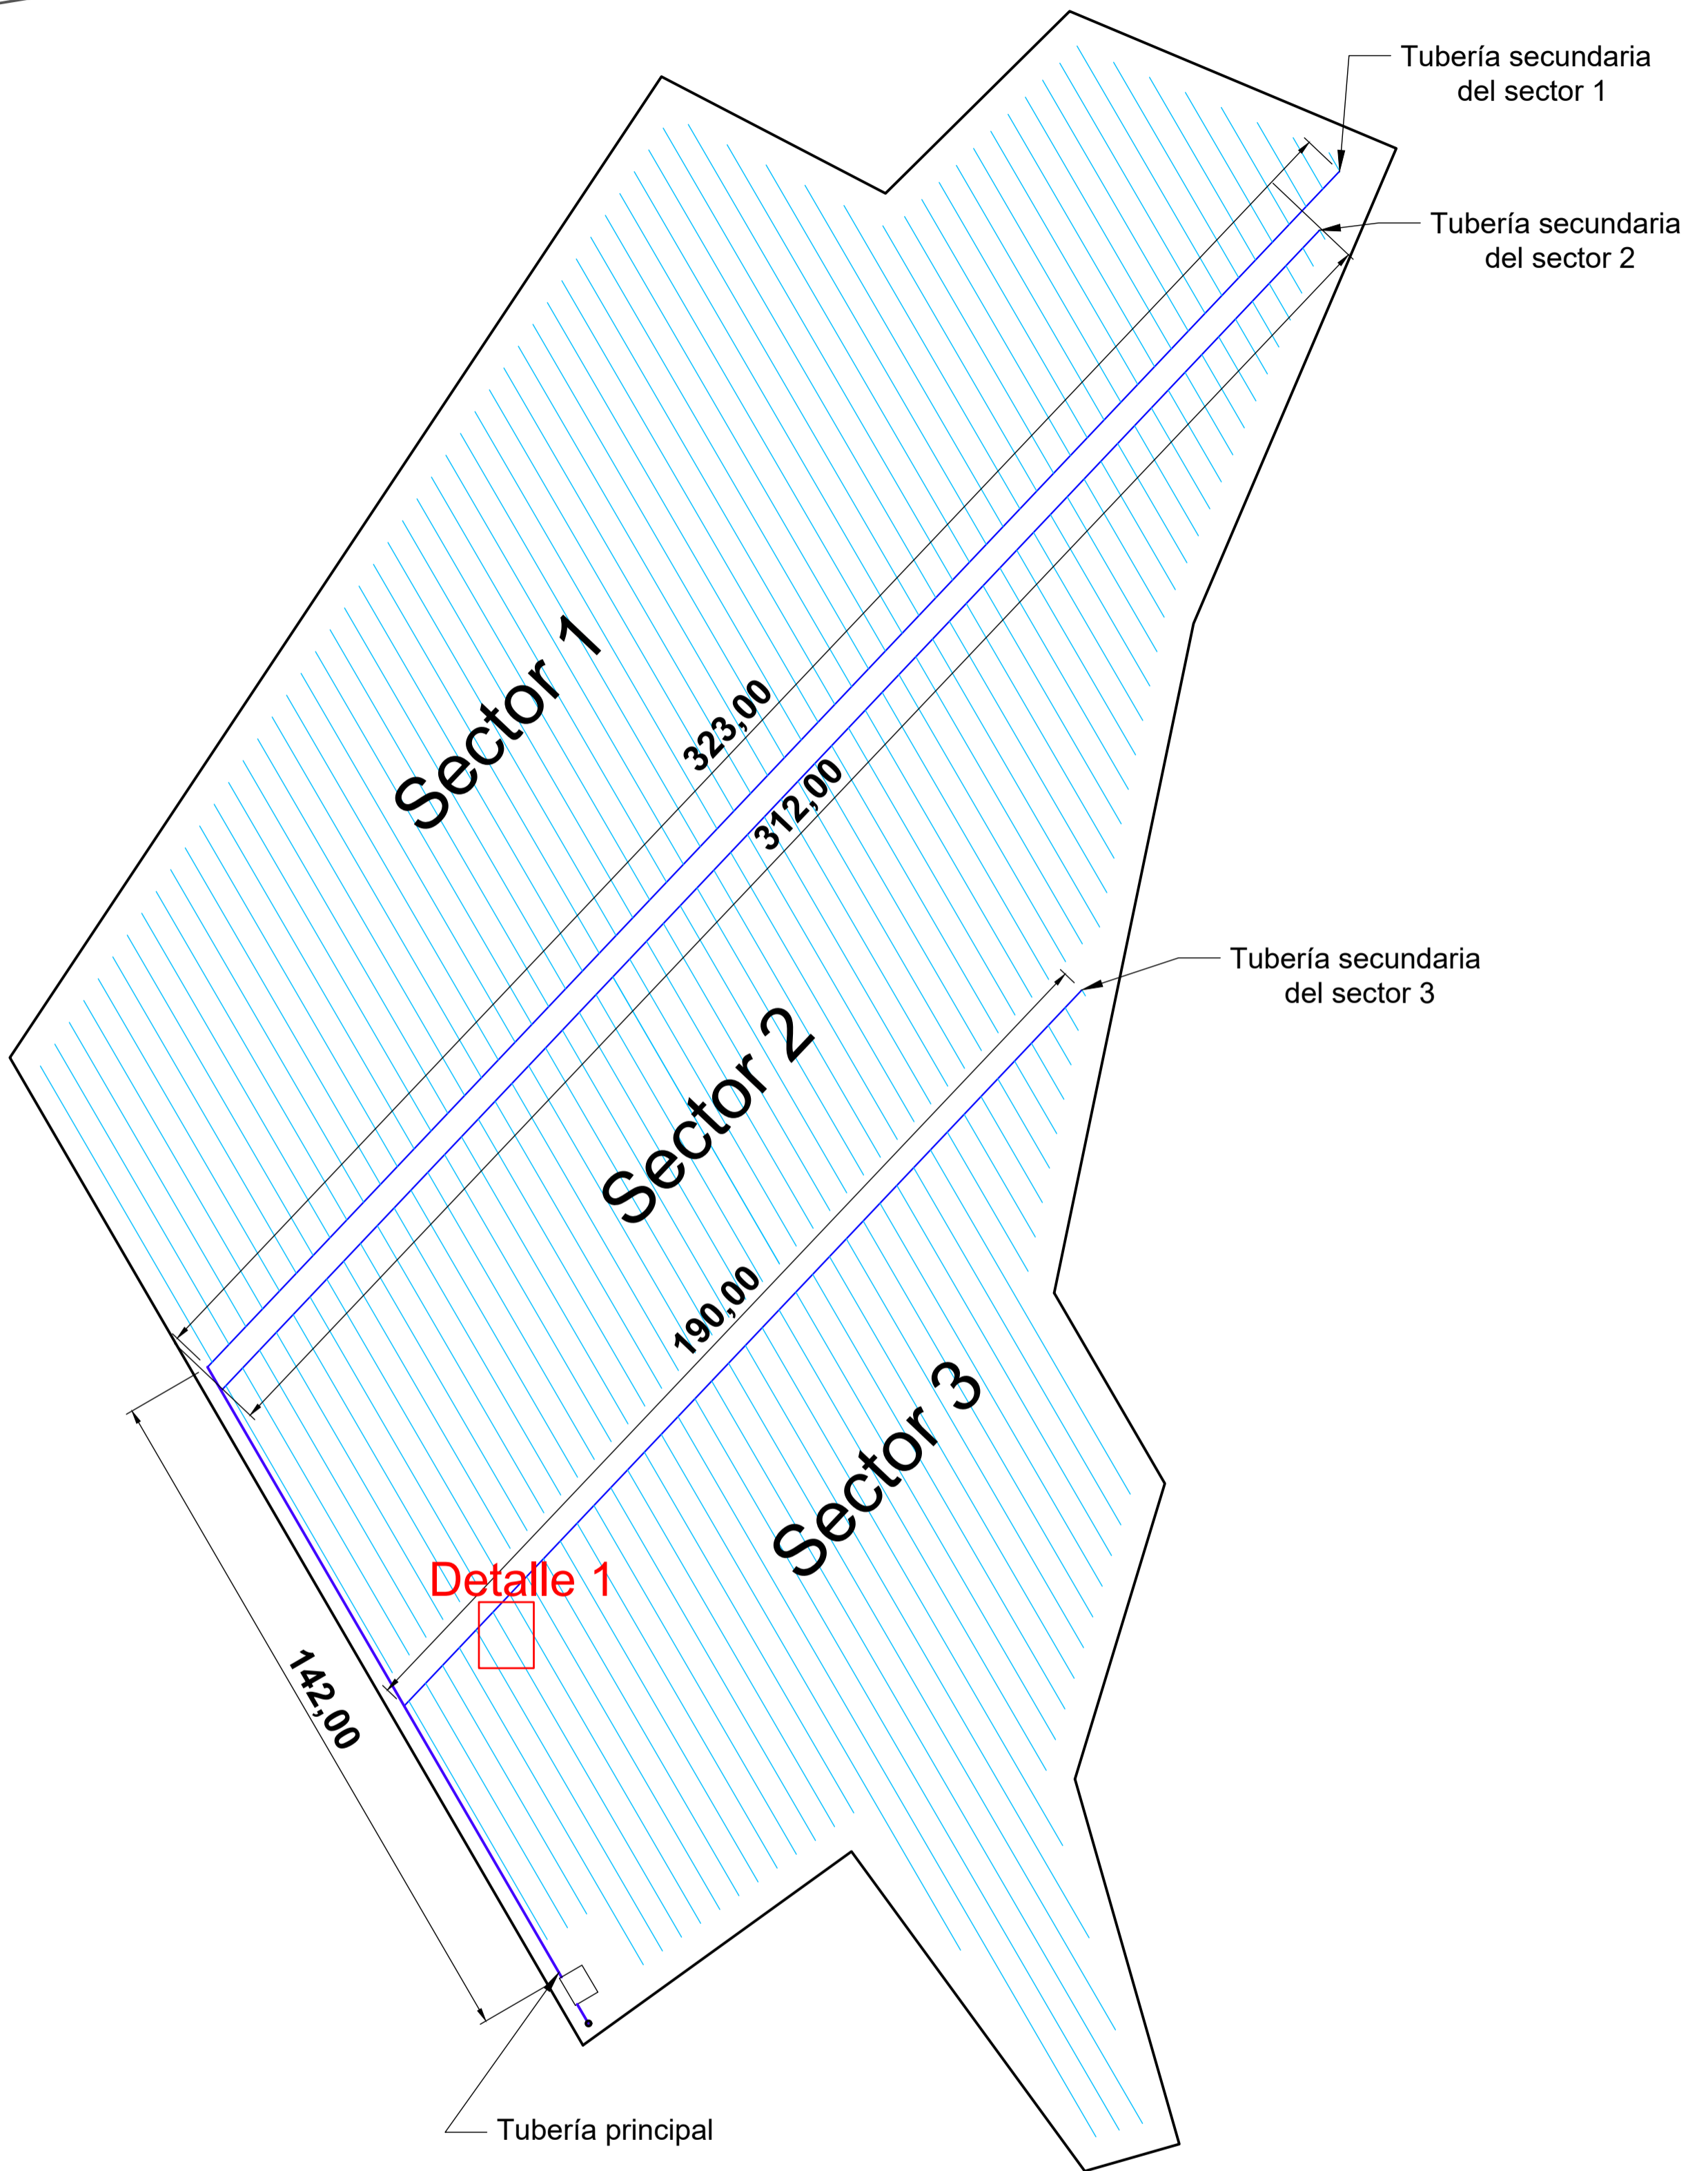 Tubería secundaria
del sector 1
Tubería secundaria
del sector 2
Sector 1
323,00
312,00
Tubería secundaria
del sector 3
Sector 2
190,00
Sector 3
Detalle 1
142,00
Tubería principal